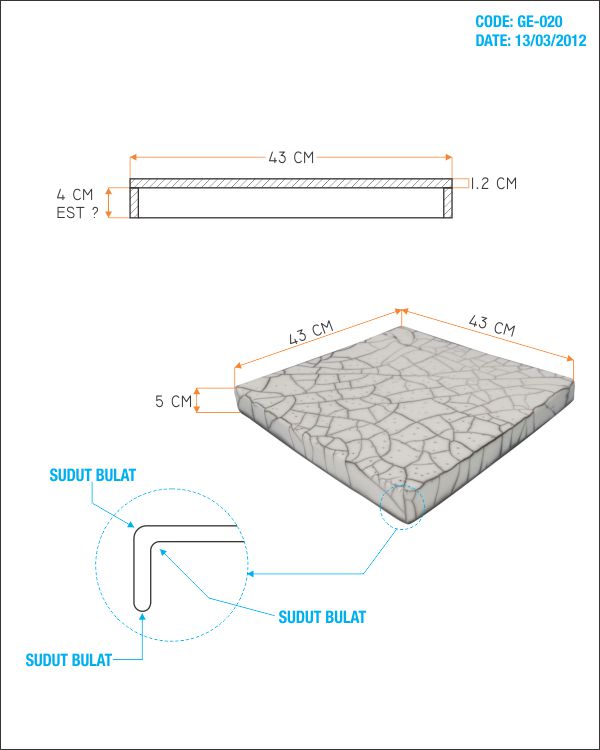 CODE: GE-020
DATE: 13/03/2012
43 CM
1.2 CM
4 CM
EST ?
43 CM
43 CM
5 CM
SUDUT BULAT
SUDUT BULAT
SUDUT BULAT